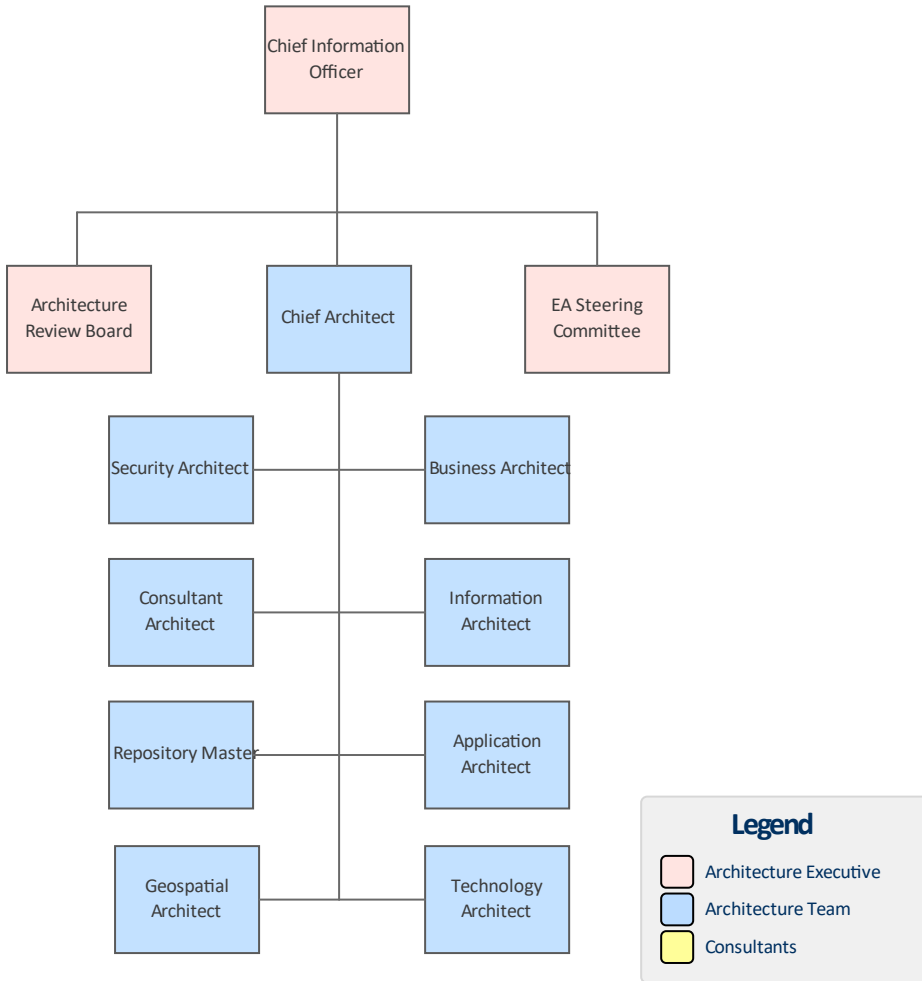 Chief Information
Officer
Architecture
Review Board
Chief Architect
EA Steering
Committee
Security Architect
Business Architect
Consultant
Architect
Information
Architect
Repository Master
Application
Architect
Geospatial
Architect
Technology
Architect
Legend
Architecture Executive
Architecture Team
Consultants